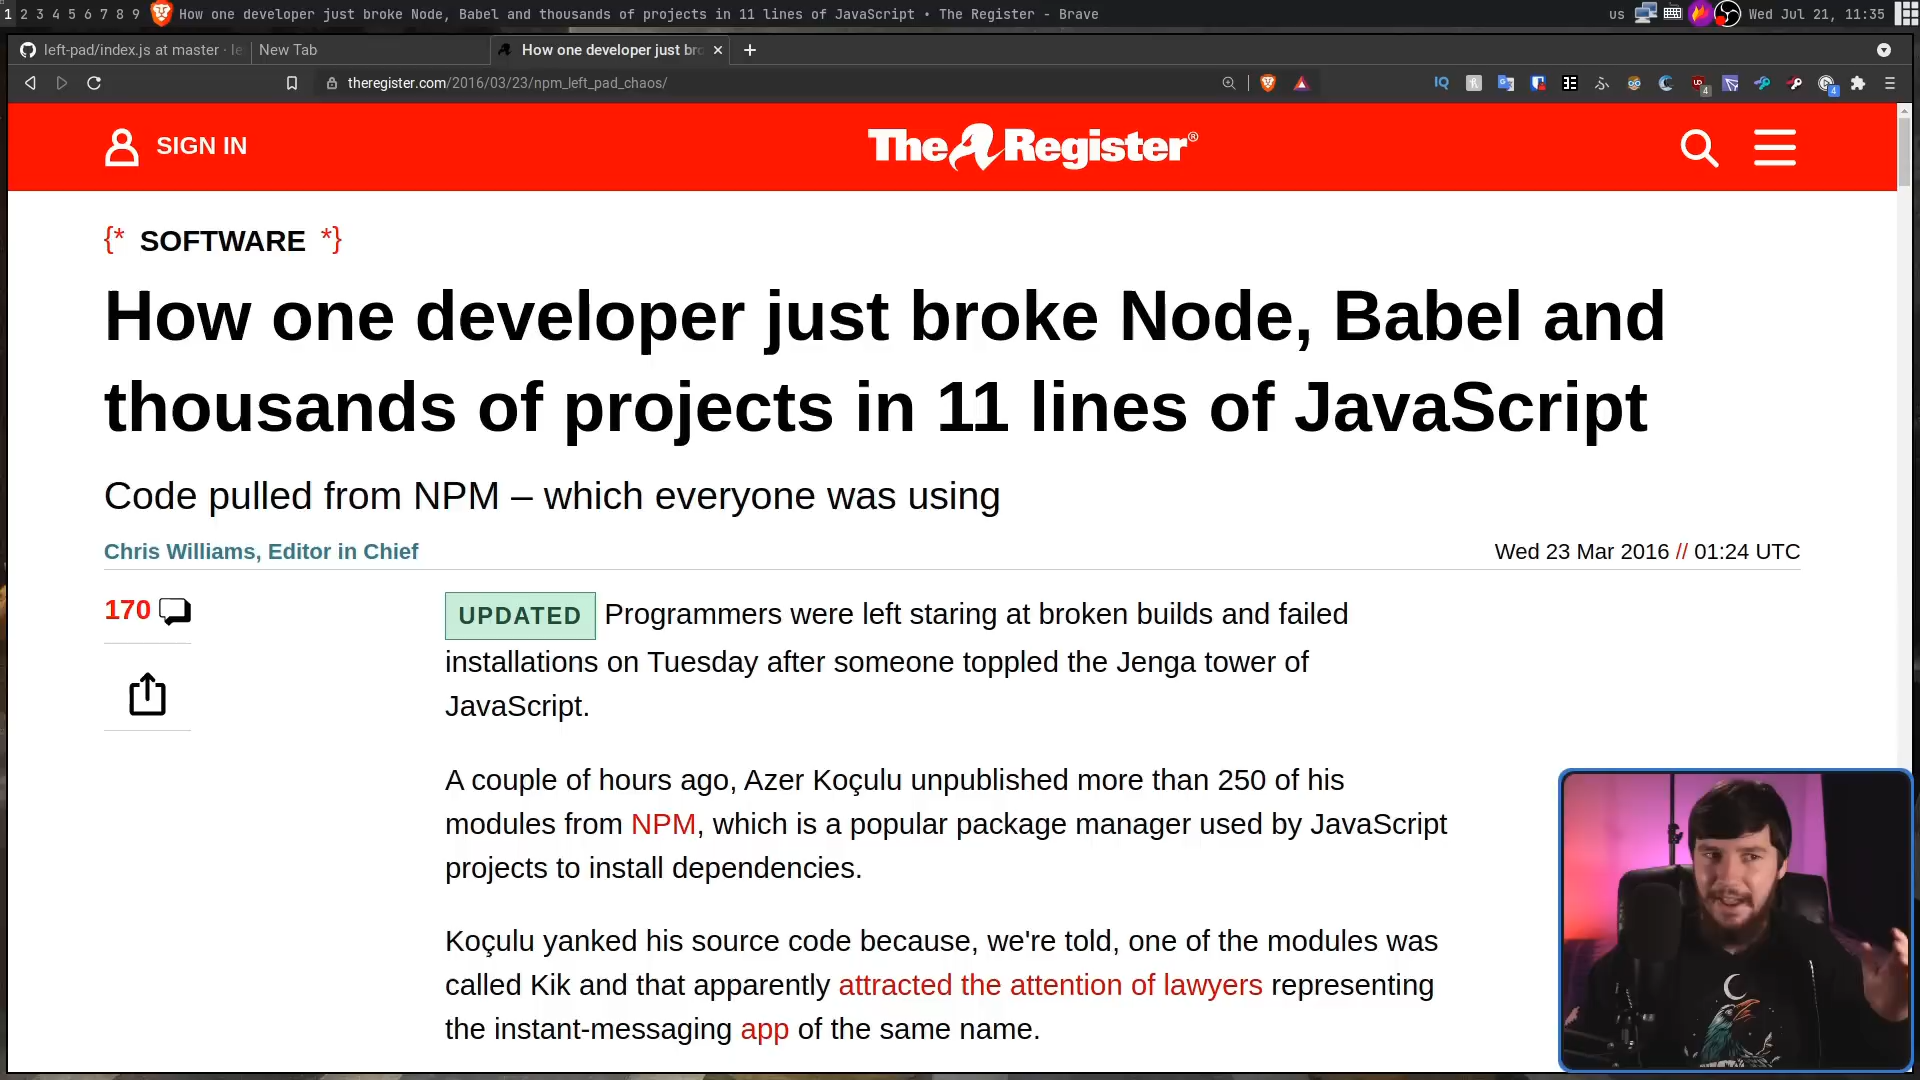 1 2 3 4 5 6 7 8 9 How one developer just broke Node, Babel and thousands of projects in 11 lines of JavaScript • The Register - Brave
us Wed Jul 21, 11:35
left-pad/index.js at master · le
New Tab
How one developer just bro
theregister.com/2016/03/23/npm_left_pad_chaos/
IQ
4
4
SIGN IN
The Register®
{* SOFTWARE *}
How one developer just broke Node, Babel and
thousands of projects in 11 lines of JavaScript
Code pulled from NPM – which everyone was using
Chris Williams, Editor in Chief
Wed 23 Mar 2016 // 01:24 UTC
170
UPDATED Programmers were left staring at broken builds and failed
installations on Tuesday after someone toppled the Jenga tower of
JavaScript.
A couple of hours ago, Azer Koçulu unpublished more than 250 of his
modules from NPM, which is a popular package manager used by JavaScript
projects to install dependencies.
Koçulu yanked his source code because, we're told, one of the modules was
called Kik and that apparently attracted the attention of lawyers representing
the instant-messaging app of the same name.